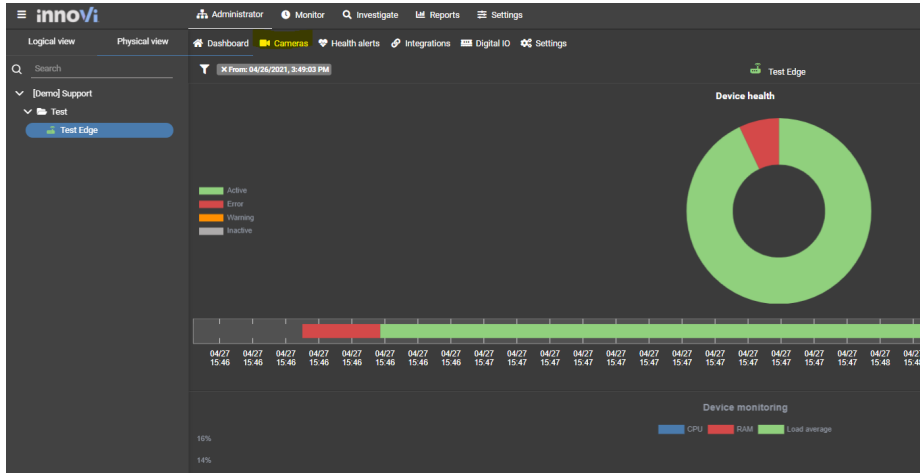 innoVi
Administrator Monitor Investigate Reports Settings
Logical view Physical view
Dashboard Cameras Health alerts Integrations Digital IO Settings
Search
X From: 04/26/2021, 3:49:03 PM
Test Edge
[Demo] Support
Test
Test Edge
Device health
Active
Error
Warning
Inactive
04/27 04/27 04/27 04/27 04/27 04/27 04/27 04/27 04/27 04/27 04/27 04/27 04/27 04/27 04/27 04/27 04/27 04/27 04/27 04/27 04/27
15:46 15:46 15:46 15:46 15:46 15:46 15:46 15:46 15:47 15:47 15:47 15:47 15:47 15:47 15:47 15:47 15:47 15:47 15:47 15:47 15:48
Device monitoring
CPU RAM Load average
16%
14%